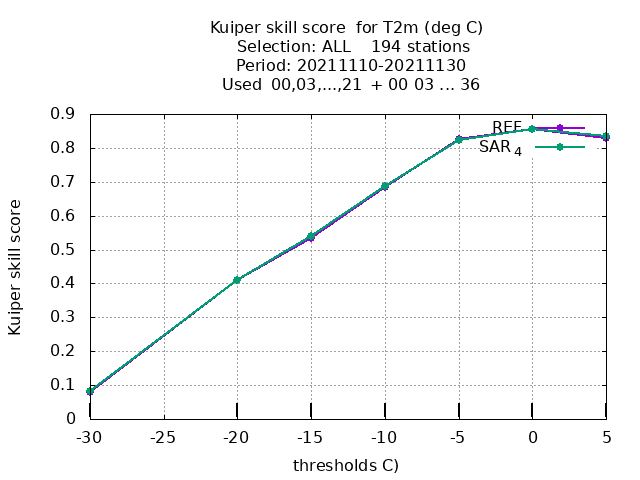 Kuiper skill score  for T2m (deg C)
Selection: ALL    194 stations
Period: 20211110-20211130
Used  00,03,...,21  + 00 03 ... 36
0.9
REF
0.8
SAR 4
0.7
0.6
0.5
0.4
0.3
0.2
0.1
0
Kuiper skill score
-30 -25 -20 -15 -10 -5 0 5
thresholds C)